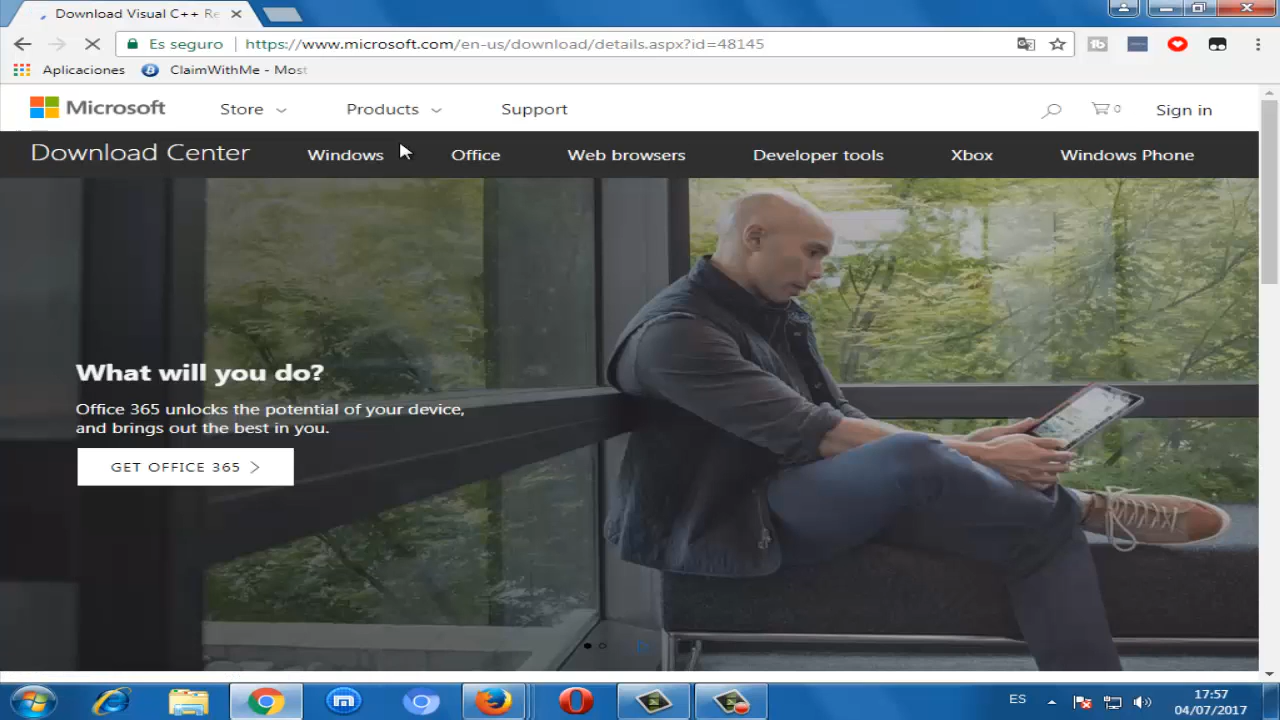 Download Visual C++ Re
Es seguro
https://www.microsoft.com/en-us/download/details.aspx?id=48145
Aplicaciones
ClaimWithMe - Most
Microsoft
Store
Products
Support
0
Sign in
Download Center
Windows
Office
Web browsers
Developer tools
Xbox
Windows Phone
What will you do?
Office 365 unlocks the potential of your device,
and brings out the best in you.
GET OFFICE 365
ES
17:57
04/07/2017